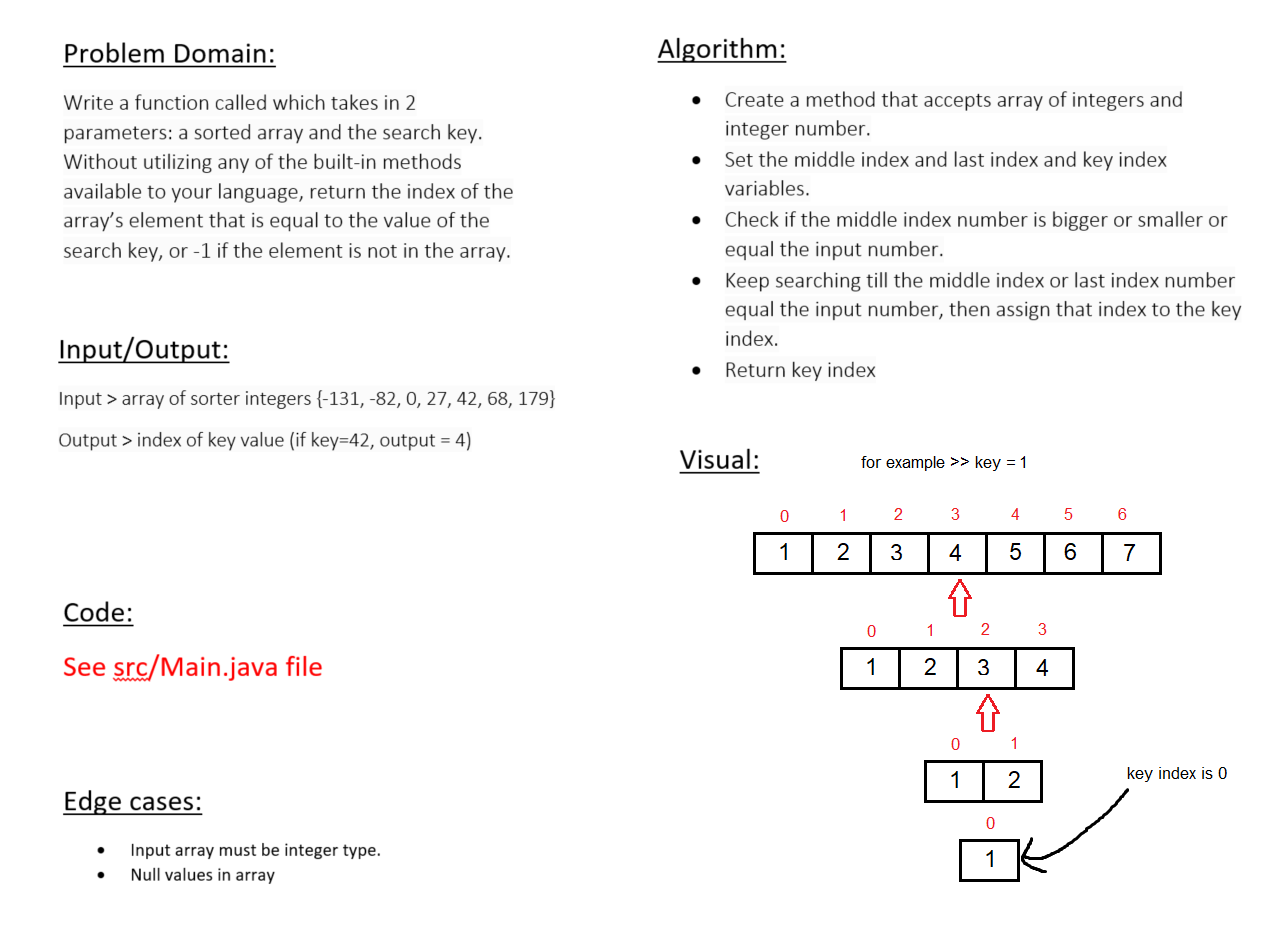 Problem Domain:
Write a function called which takes in 2
parameters: a sorted array and the search key.
Without utilizing any of the built-in methods
available to your language, return the index of the
array’s element that is equal to the value of the
search key, or -1 if the element is not in the array.
Input/Output:
Input > array of sorter integers {-131, -82, 0, 27, 42, 68, 179}
Output > index of key value (if key=42, output = 4)
Code:
See src/Main.java file
Edge cases:
• Input array must be integer type.
• Null values in array
Algorithm:
• Create a method that accepts array of integers and
integer number.
• Set the middle index and last index and key index
variables.
• Check if the middle index number is bigger or smaller or
equal the input number.
• Keep searching till the middle index or last index number
equal the input number, then assign that index to the key
index.
• Return key index
Visual:
for example >> key = 1
0 1 2 3 4 5 6
1 2 3 4 5 6 7
0 1 2 3
1 2 3 4
0 1
1 2
key index is 0
0
1